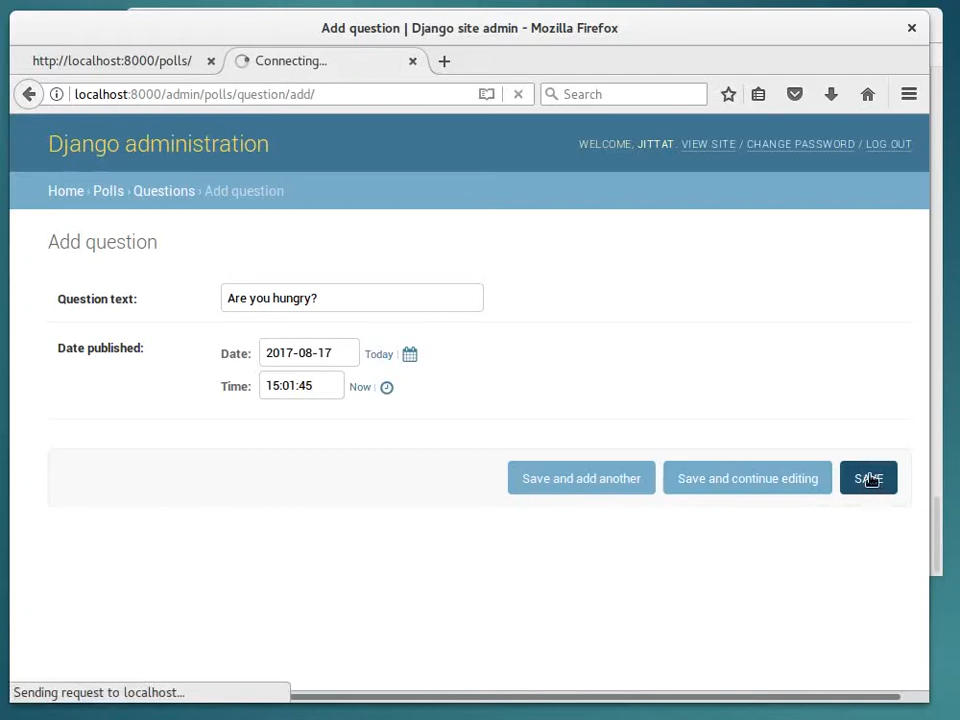 Add question | Django site admin - Mozilla Firefox
http://localhost:8000/polls/
Connecting...
localhost:8000/admin/polls/question/add/
Search
Django administration
WELCOME, JITTAT. VIEW SITE / CHANGE PASSWORD / LOG OUT
Home › Polls › Questions › Add question
Add question
Question text: Are you hungry?
Date published: Date: 2017-08-17 Today |
Time: 15:01:45 Now |
Save and add another Save and continue editing SAVE
Sending request to localhost...